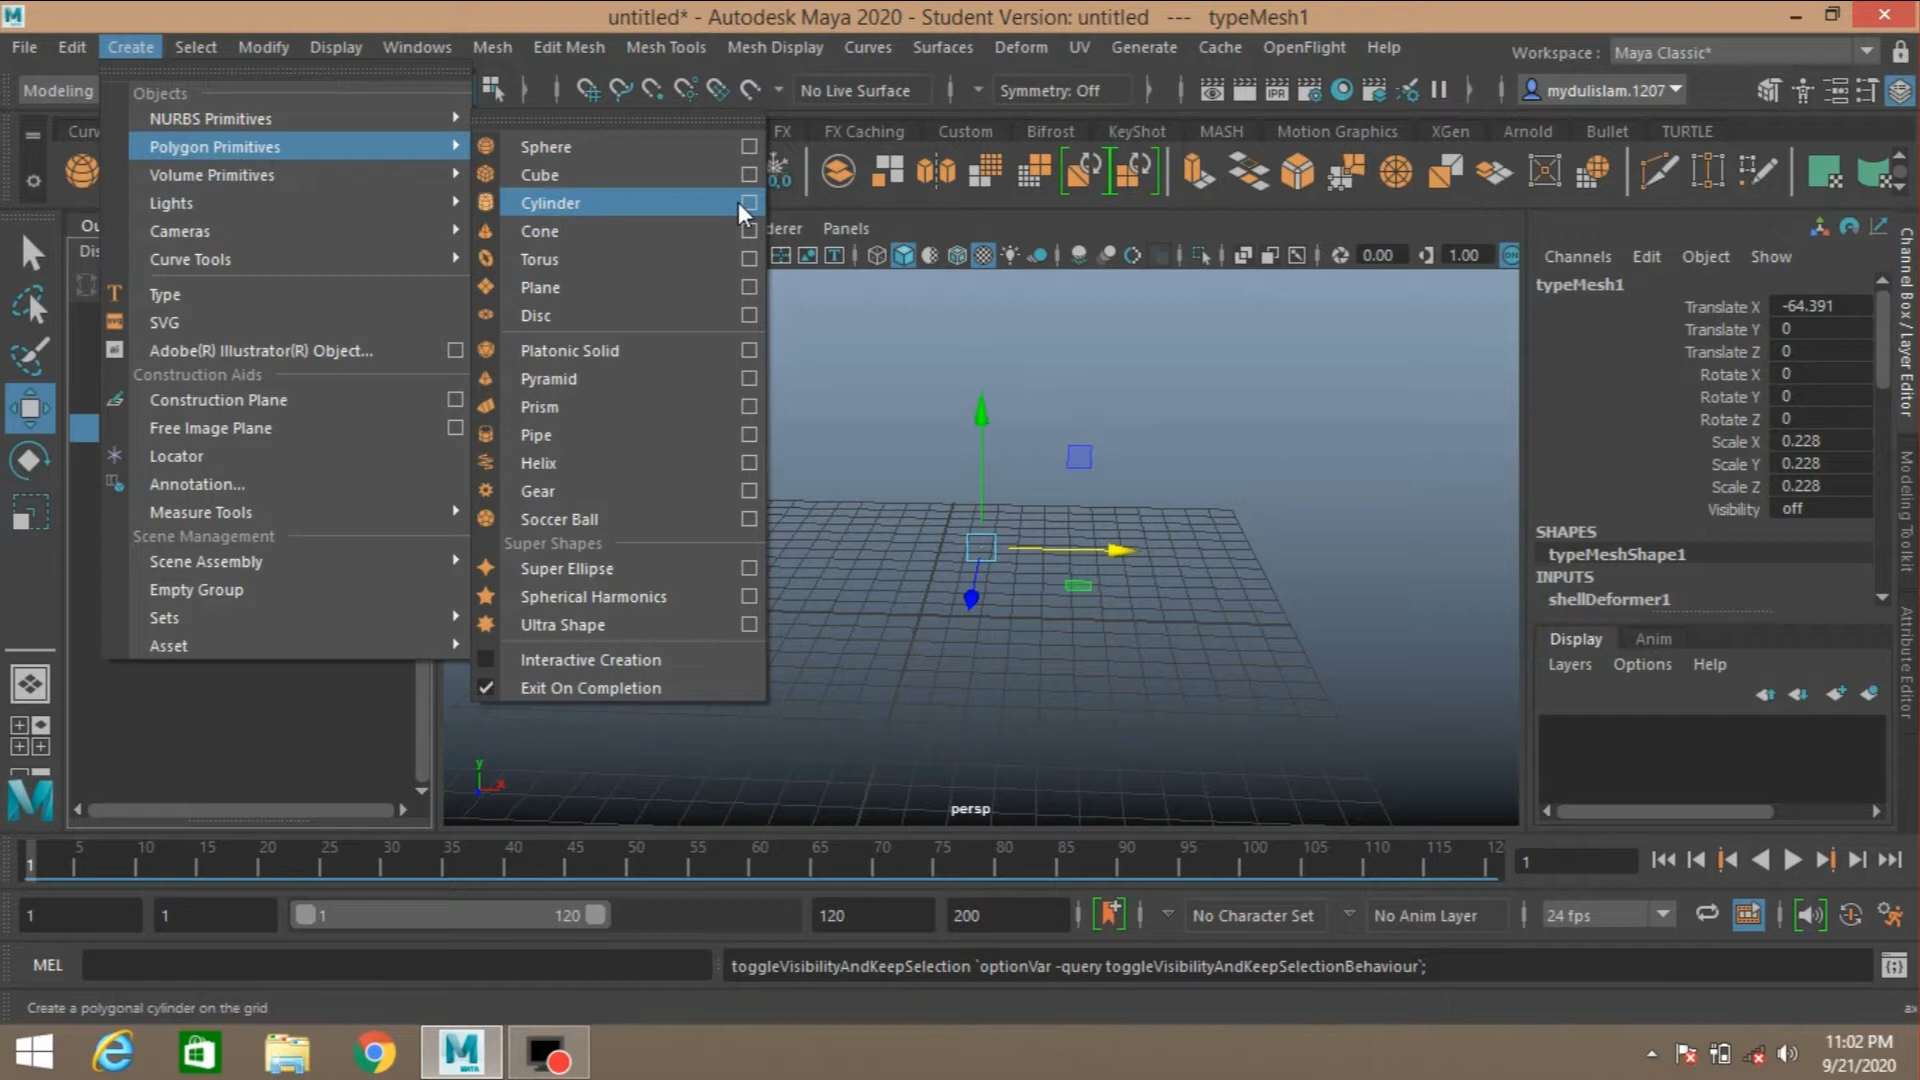 untitled* - Autodesk Maya 2020 - Student Version: untitled --- typeMesh1
File Edit Create Select Modify Display Windows Mesh Edit Mesh Mesh Tools Mesh Display Curves Surfaces Deform UV Generate Cache OpenFlight Help
Workspace : Maya Classic*
Modeling
No Live Surface
Symmetry: Off
IPR
mydulislam.1207
FX FX Caching Custom Bifrost KeyShot MASH Motion Graphics XGen Arnold Bullet TURTLE
Objects
NURBS Primitives
Polygon Primitives
Volume Primitives
Lights
Cameras
Curve Tools
Type
SVG
Adobe(R) Illustrator(R) Object...
Construction Aids
Construction Plane
Free Image Plane
Locator
Annotation...
Measure Tools
Scene Management
Scene Assembly
Empty Group
Sets
Asset
Sphere
Cube
Cylinder
Cone
Torus
Plane
Disc
Platonic Solid
Pyramid
Prism
Pipe
Helix
Gear
Soccer Ball
Super Shapes
Super Ellipse
Spherical Harmonics
Ultra Shape
Interactive Creation
Exit On Completion
Panels
0.00
1.00
persp
y
x
Channels Edit Object Show
typeMesh1
Translate X -64.391
Translate Y 0
Translate Z 0
Rotate X 0
Rotate Y 0
Rotate Z 0
Scale X 0.228
Scale Y 0.228
Scale Z 0.228
Visibility off
SHAPES
typeMeshShape1
INPUTS
shellDeformer1
Display Anim
Layers Options Help
Channel Box / Layer Editor
Modeling Toolkit
Attribute Editor
1 5 10 15 20 25 30 35 40 45 50 55 60 65 70 75 80 85 90 95 100 105 110 115
1
1 1 1 120 120 200
No Character Set
No Anim Layer
24 fps
MEL
toggleVisibilityAndKeepSelection `optionVar -query toggleVisibilityAndKeepSelectionBehaviour`;
Create a polygonal cylinder on the grid
MAYA
11:02 PM
9/21/2020